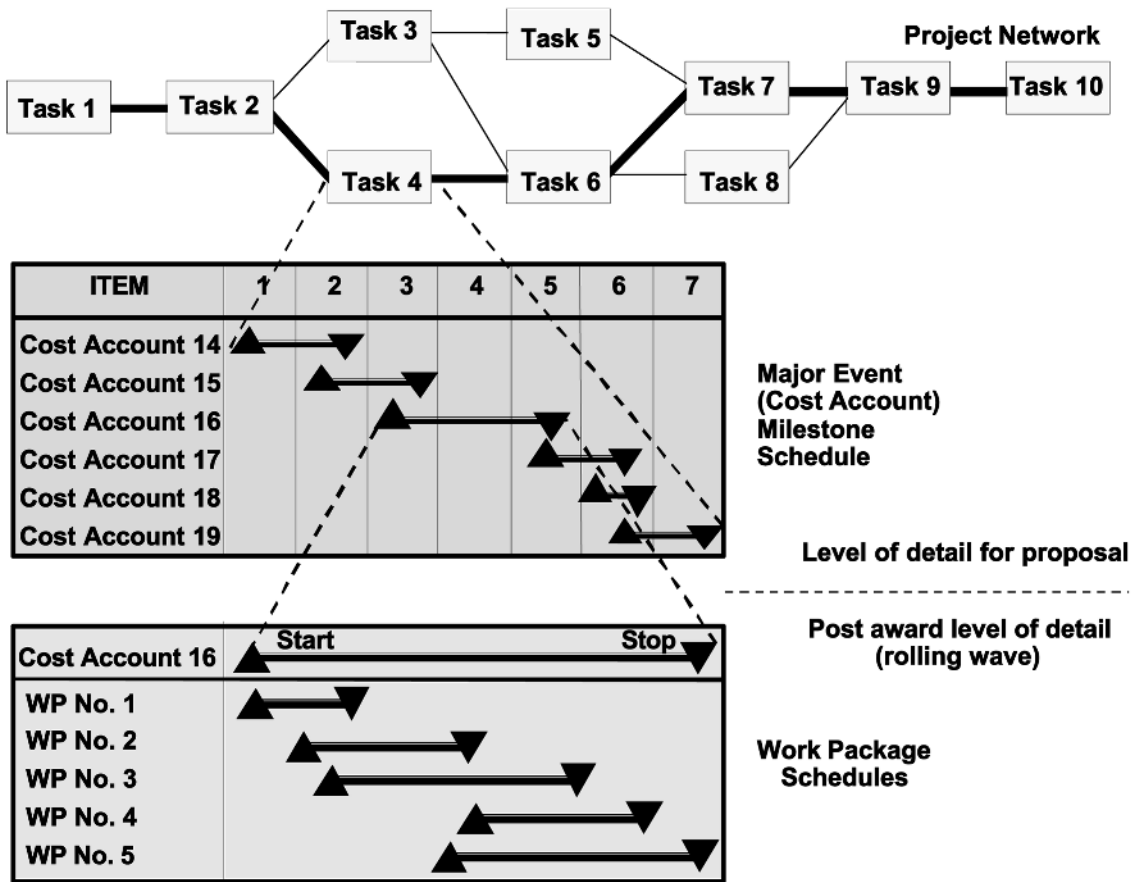 Project Network
Task 1
Task 2
Task 3
Task 4
Task 5
Task 6
Task 7
Task 8
Task 9
Task 10
ITEM 1 2 3 4 5 6 7
Cost Account 14
Cost Account 15
Cost Account 16
Cost Account 17
Cost Account 18
Cost Account 19
Major Event
(Cost Account)
Milestone
Schedule
Level of detail for proposal
Post award level of detail
(rolling wave)
Cost Account 16 Start Stop
WP No. 1
WP No. 2
WP No. 3
WP No. 4
WP No. 5
Work Package
Schedules